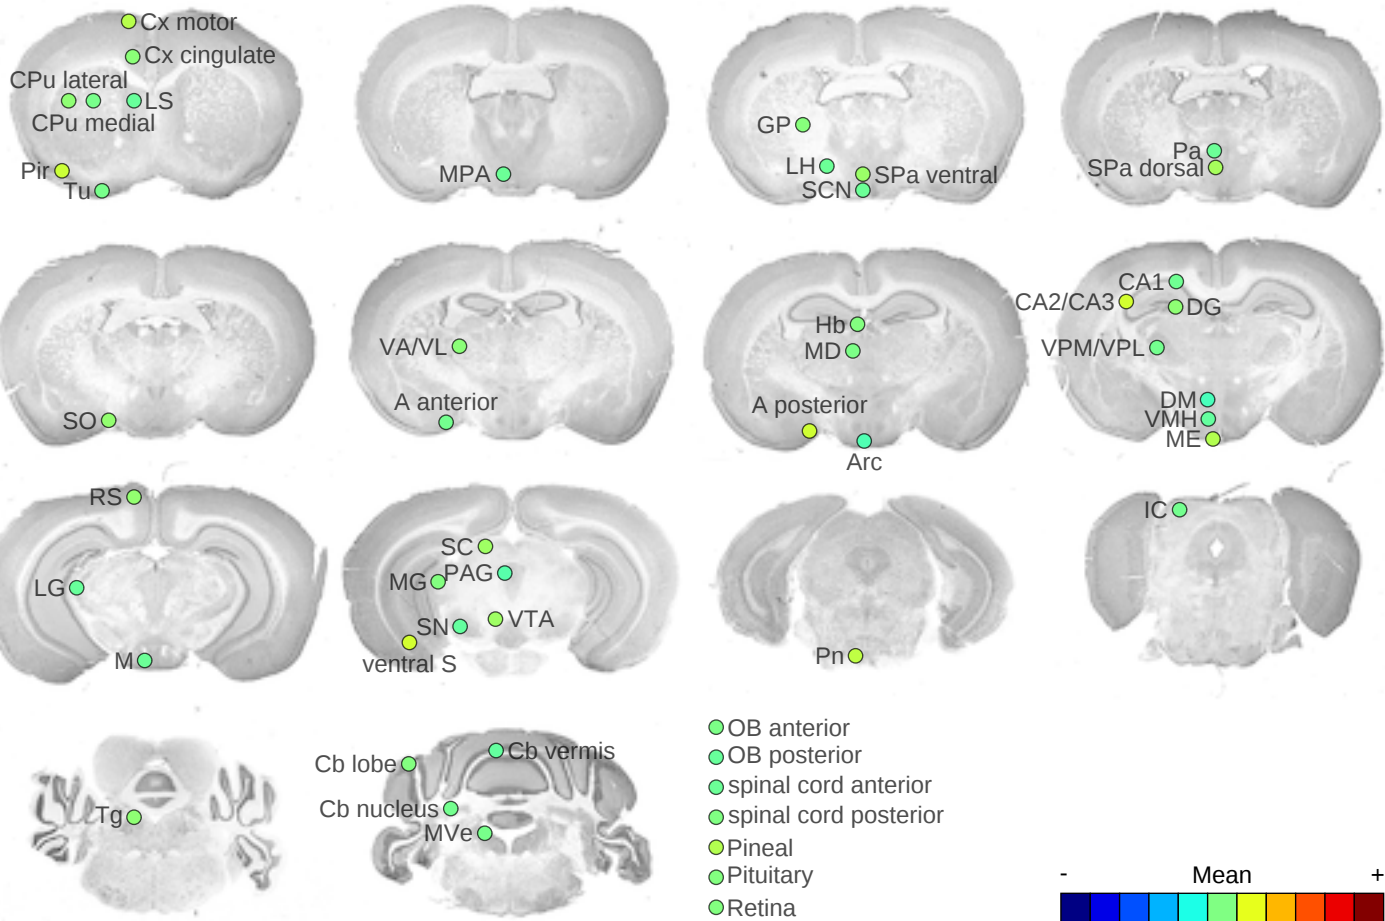 Cx motor
Cx cingulate
CPu lateral
LS
CPu medial
Pir
Tu
MPA
GP
LH
SPa ventral
SCN
Pa
SPa dorsal
SO
VA/VL
A anterior
Hb
MD
A posterior
Arc
CA1
CA2/CA3
DG
VPM/VPL
DM
VMH
ME
RS
LG
M
SC
MG
PAG
SN
VTA
ventral S
Pn
IC
Tg
Cb lobe
Cb vermis
Cb nucleus
MVe
OB anterior
OB posterior
spinal cord anterior
spinal cord posterior
Pineal
Pituitary
Retina
- Mean +